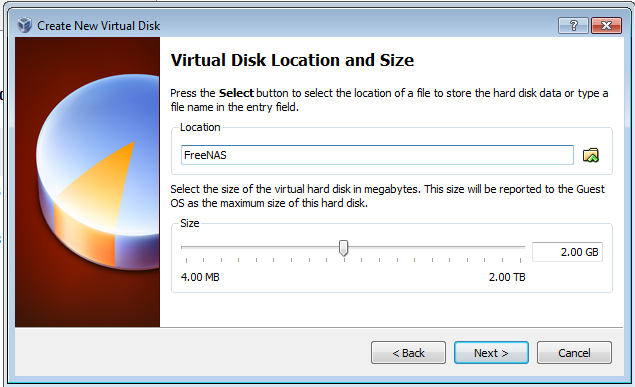 Create New Virtual Disk
Virtual Disk Location and Size
Press the Select button to select the location of a file to store the hard disk data or type a
file name in the entry field.
Location
FreeNAS
Select the size of the virtual hard disk in megabytes. This size will be reported to the Guest
OS as the maximum size of this hard disk.
Size
2.00 GB
4.00 MB
2.00 TB
< Back
Next >
Cancel